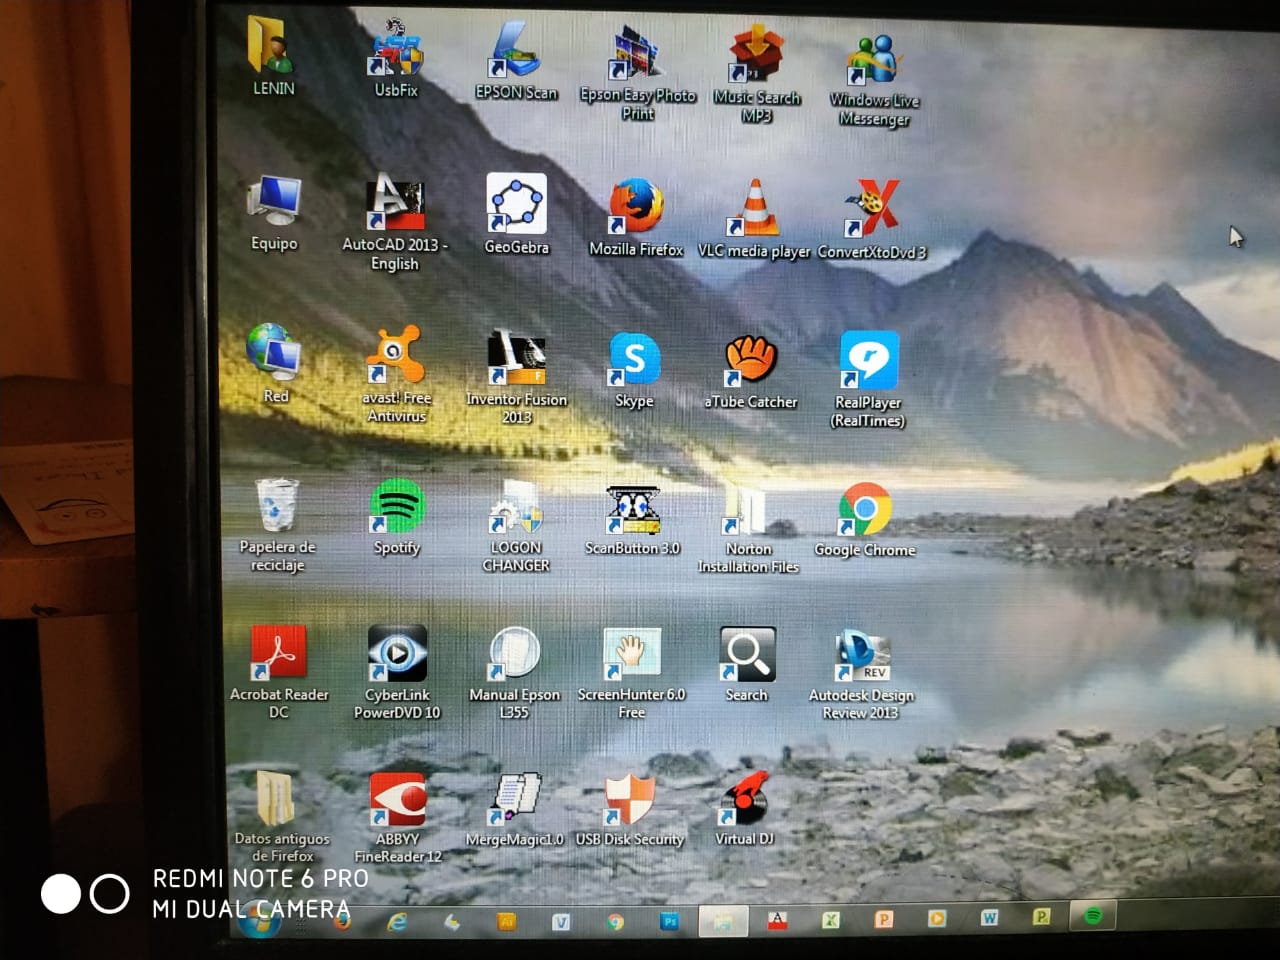 LENIN
UsbFix
EPSON Scan
Epson Easy Photo
Print
Music Search
MP3
Windows Live
Messenger
Equipo
AutoCAD 2013 -
English
GeoGebra
Mozilla Firefox
VLC media player
ConvertXtoDvd 3
Red
avast! Free
Antivirus
Inventor Fusion
2013
Skype
aTube Catcher
RealPlayer
(RealTimes)
Papelera de
reciclaje
Spotify
LOGON
CHANGER
ScanButton 3.0
Norton
Installation Files
Google Chrome
REV
Acrobat Reader
DC
CyberLink
PowerDVD 10
Manual Epson
L355
ScreenHunter 6.0
Free
Search
Autodesk Design
Review 2013
Datos antiguos
de Firefox
ABBYY
FineReader 12
MergeMagic1.0
USB Disk Security
Virtual DJ
REDMI NOTE 6 PRO
MI DUAL CAMERA